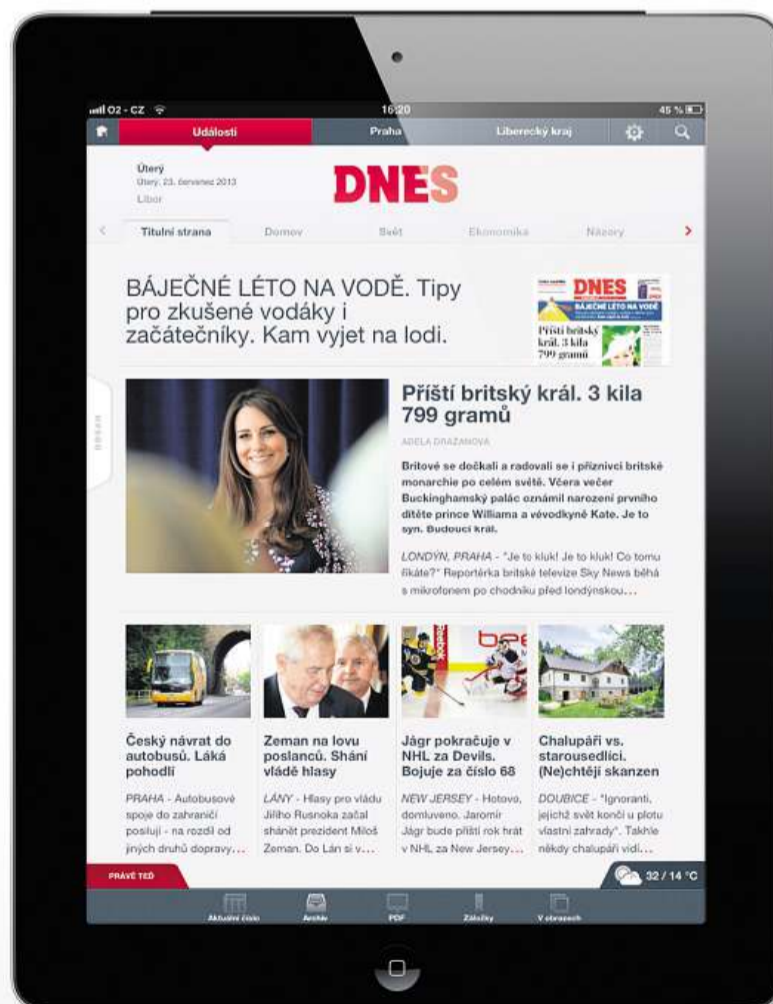 O2 - CZ
16:20
45 %
Události
Praha
Liberecký kraj
Úterý
Úterý, 23. červenec 2013
Libor
DNES
Titulní strana
Domov
Svět
Ekonomika
Názory
BÁJEČNÉ LÉTO NA VODĚ. Tipy
pro zkušené vodáky i
začátečníky. Kam vyjet na lodi.
DNES
BÁJEČNÉ LÉTO NA VODĚ
Příští britský
král. 3 kila
799 gramů
OBSAH
Příští britský král. 3 kila
799 gramů
ADÉLA DRAŽANOVÁ
Britové se dočkali a radovali se i příznivci britské
monarchie po celém světě. Včera večer
Buckinghamský palác oznámil narození prvního
dítěte prince Williama a vévodkyně Kate. Je to
syn. Budoucí král.
LONDÝN, PRAHA - "Je to kluk! Je to kluk! Co tomu
říkáte?" Reportérka britské televize Sky News běhá
s mikrofonem po chodníku před londýnskou...
Reebok
Český návrat do
autobusů. Láká
pohodlí
PRAHA - Autobusové
spoje do zahraničí
posilují - na rozdíl od
jiných druhů dopravy...
Zeman na lovu
poslanců. Shání
vládě hlasy
LÁNY - Hlasy pro vládu
Jiřího Rusnoka začal
shánět prezident Miloš
Zeman. Do Lán si v...
Jágr pokračuje v
NHL za Devils.
Bojuje za číslo 68
NEW JERSEY - Hotovo,
domluveno. Jaromír
Jágr bude příští rok hrát
v NHL za New Jersey...
Chalupáři vs.
starousedlíci.
(Ne)chtějí skanzen
DOUBICE - "Ignoranti,
jejichž svět končí u plotu
vlastní zahrady". Takhle
někdy chalupáři vidí...
PRÁVĚ TEĎ
32 / 14 °C
Aktuální číslo
Archiv
PDF
Záložky
V obrazech